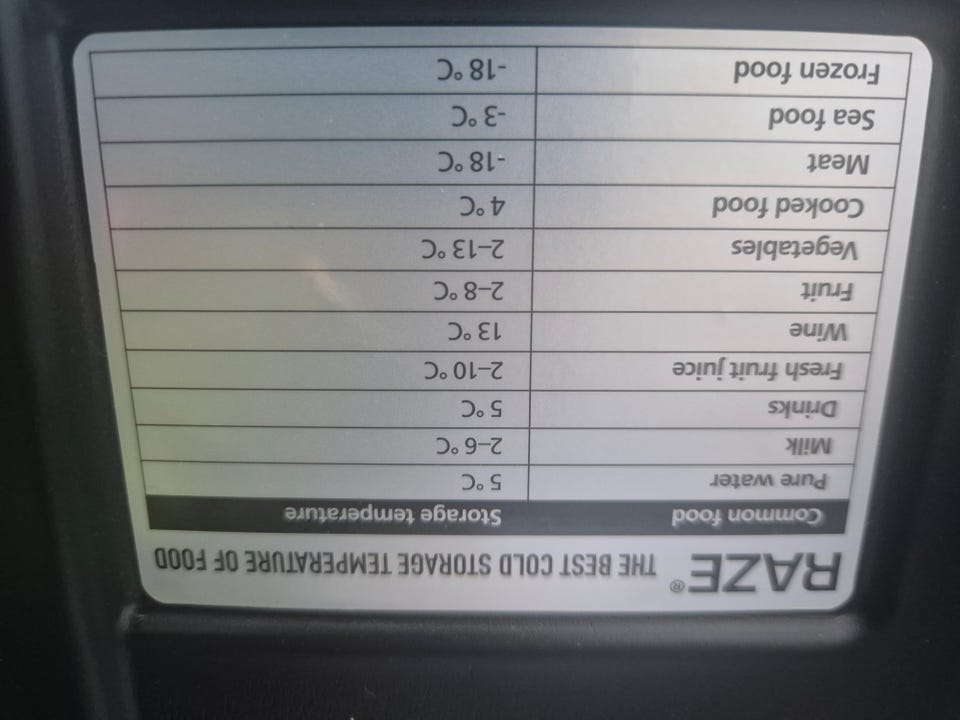 RAZE® THE BEST COLD STORAGE TEMPERATURE OF FOOD
Common food Storage temperature
Pure water 5 °C
Milk 2–6 °C
Drinks 5 °C
Fresh fruit juice 2–10 °C
Wine 13 °C
Fruit 2–8 °C
Vegetables 2–13 °C
Cooked food 4 °C
Meat -18 °C
Sea food -3 °C
Frozen food -18 °C